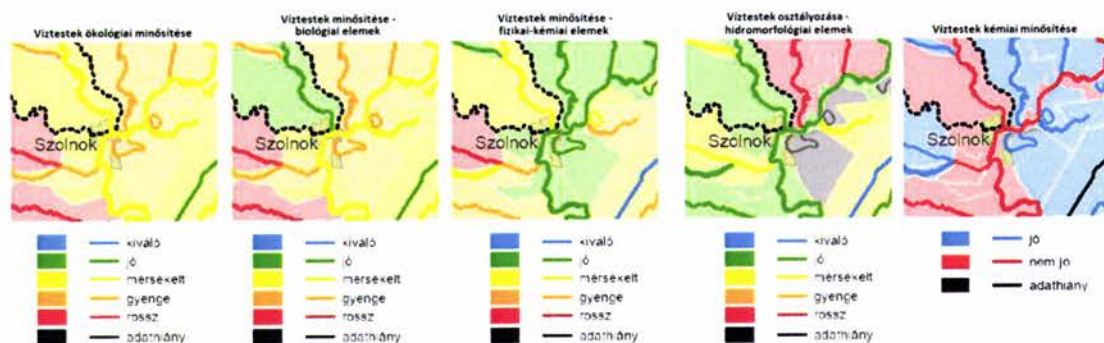 Víztestek ökológiai minősítése
Víztestek minősítése -
biológiai elemek
Víztestek minősítése -
fizikai-kémiai elemek
Víztestek osztályozása -
hidromorfológiai elemek
Víztestek kémiai minősítése
Szolnok
Szolnok
Szolnok
Szolnok
Szolnok
kiváló
jó
mérsékelt
gyenge
rossz
adathiány
kiváló
jó
mérsékelt
gyenge
rossz
adathiány
kiváló
jó
mérsékelt
gyenge
rossz
adathiány
kiváló
jó
mérsékelt
gyenge
rossz
adathiány
jó
nem jó
adathiány